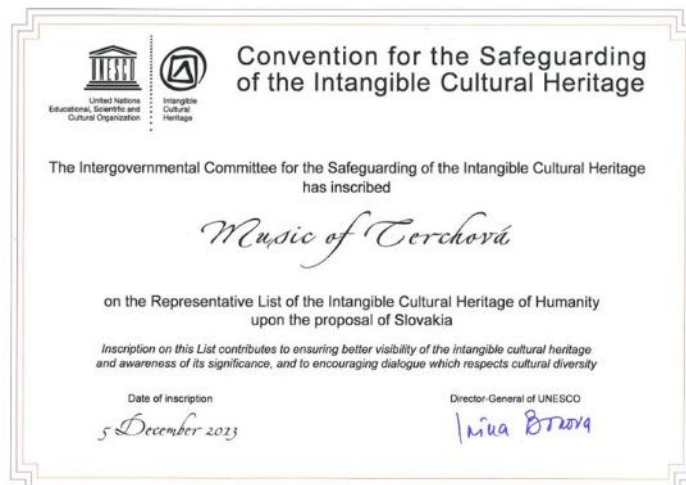 UNESCO
United Nations
Educational, Scientific and
Cultural Organization
Intangible
Cultural
Heritage
Convention for the Safeguarding
of the Intangible Cultural Heritage
The Intergovernmental Committee for the Safeguarding of the Intangible Cultural Heritage
has inscribed
Music of Terchová
on the Representative List of the Intangible Cultural Heritage of Humanity
upon the proposal of Slovakia
Inscription on this List contributes to ensuring better visibility of the intangible cultural heritage
and awareness of its significance, and to encouraging dialogue which respects cultural diversity
Date of inscription
5 December 2013
Director-General of UNESCO
Irina Bokova